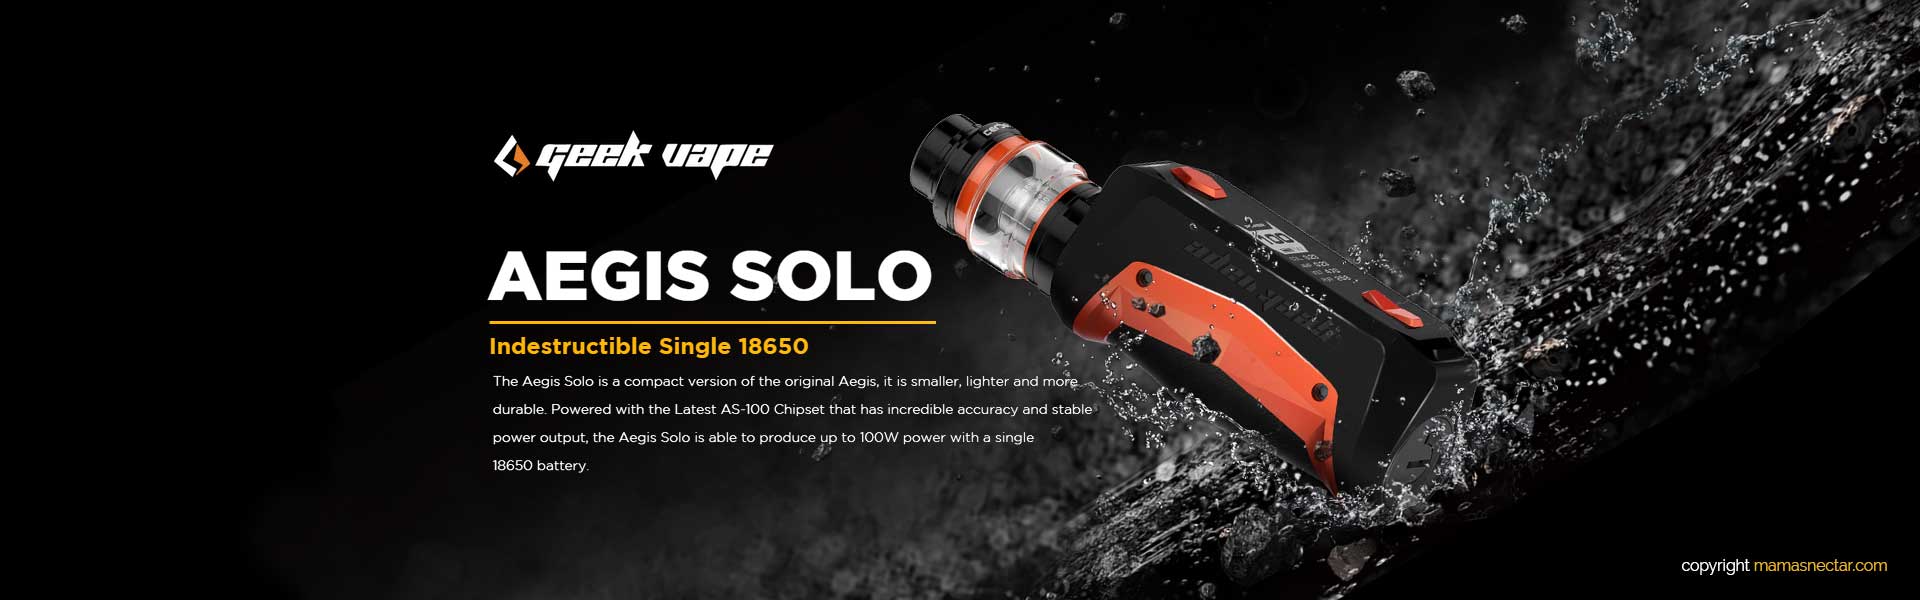 geek vape
AEGIS SOLO
Indestructible Single 18650
The Aegis Solo is a compact version of the original Aegis, it is smaller, lighter and more
durable. Powered with the Latest AS-100 Chipset that has incredible accuracy and stable
power output, the Aegis Solo is able to produce up to 100W power with a single
18650 battery.
copyright mamasnectar.com